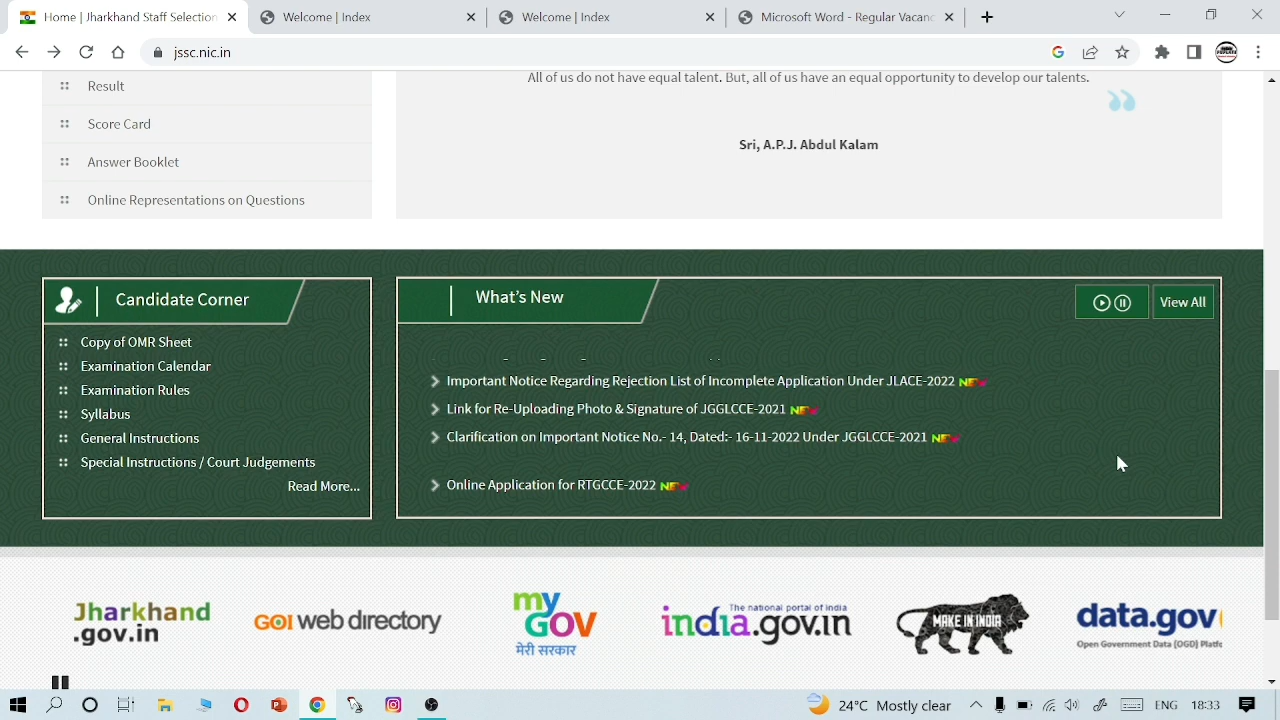 Home | Jharkhand Staff Selection
Welcome | Index
Welcome | Index
Microsoft Word - Regular Vacanc
jssc.nic.in
Result
Score Card
Answer Booklet
Online Representations on Questions
All of us do not have equal talent. But, all of us have an equal opportunity to develop our talents.
Sri, A.P.J. Abdul Kalam
Candidate Corner
Copy of OMR Sheet
Examination Calendar
Examination Rules
Syllabus
General Instructions
Special Instructions / Court Judgements
Read More...
What's New
View All
Important Notice Regarding Rejection List of Incomplete Application Under JLACE-2022 NEW
Link for Re-Uploading Photo & Signature of JGGLCCE-2021 NEW
Clarification on Important Notice No.- 14, Dated:- 16-11-2022 Under JGGLCCE-2021 NEW
Online Application for RTGCCE-2022 NEW
Jharkhand
.gov.in
GOI web directory
my
GOV
मेरी सरकार
The national portal of India
india.gov.in
MAKE IN INDIA
data.gov
Open Government Data (OGD) Platfo
24°C Mostly clear
ENG
18:33